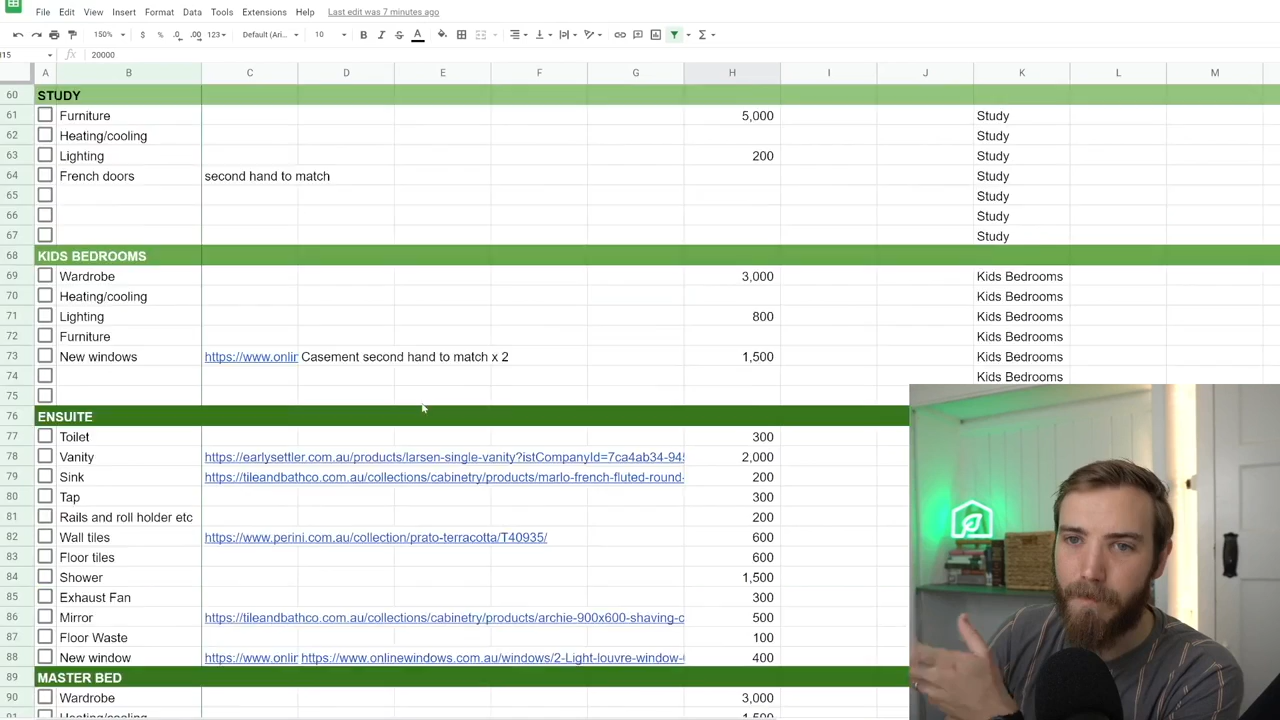 File Edit View Insert Format Data Tools Extensions Help Last edit was 7 minutes ago
150% $ % .0 .00 123 Default (Ari... 10 B I S A
fx 20000
A B C D E F G H I J K L M
60 STUDY
61 Furniture 5,000 Study
62 Heating/cooling Study
63 Lighting 200 Study
64 French doors second hand to match Study
65 Study
66 Study
67 Study
68 KIDS BEDROOMS
69 Wardrobe 3,000 Kids Bedrooms
70 Heating/cooling Kids Bedrooms
71 Lighting 800 Kids Bedrooms
72 Furniture Kids Bedrooms
73 New windows https://www.onlir Casement second hand to match x 2 1,500 Kids Bedrooms
74 Kids Bedrooms
75
76 ENSUITE
77 Toilet 300
78 Vanity https://earlysettler.com.au/products/larsen-single-vanity?istCompanyId=7ca4ab34-945 2,000
79 Sink https://tileandbathco.com.au/collections/cabinetry/products/marlo-french-fluted-round- 200
80 Tap 300
81 Rails and roll holder etc 200
82 Wall tiles https://www.perini.com.au/collection/prato-terracotta/T40935/ 600
83 Floor tiles 600
84 Shower 1,500
85 Exhaust Fan 300
86 Mirror https://tileandbathco.com.au/collections/cabinetry/products/archie-900x600-shaving-c 500
87 Floor Waste 100
88 New window https://www.onlir https://www.onlinewindows.com.au/windows/2-Light-louvre-window- 400
89 MASTER BED
90 Wardrobe 3,000
91 Heating/cooling 1,500